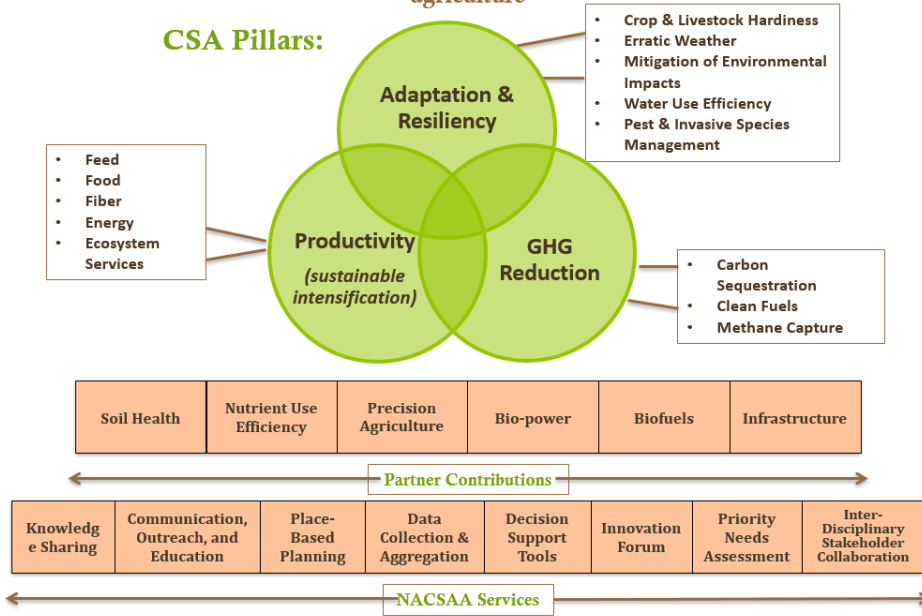 agriculture
CSA Pillars:
• Crop & Livestock Hardiness
• Erratic Weather
• Mitigation of Environmental
Impacts
• Water Use Efficiency
• Pest & Invasive Species
Management
Adaptation &
Resiliency
• Feed
• Food
• Fiber
• Energy
• Ecosystem
Services
Productivity
(sustainable
intensification)
GHG
Reduction
• Carbon
Sequestration
• Clean Fuels
• Methane Capture
Soil Health
Nutrient Use
Efficiency
Precision
Agriculture
Bio-power
Biofuels
Infrastructure
Partner Contributions
Knowledg
e Sharing
Communication,
Outreach, and
Education
Place-
Based
Planning
Data
Collection &
Aggregation
Decision
Support
Tools
Innovation
Forum
Priority
Needs
Assessment
Inter-
Disciplinary
Stakeholder
Collaboration
NACSAA Services